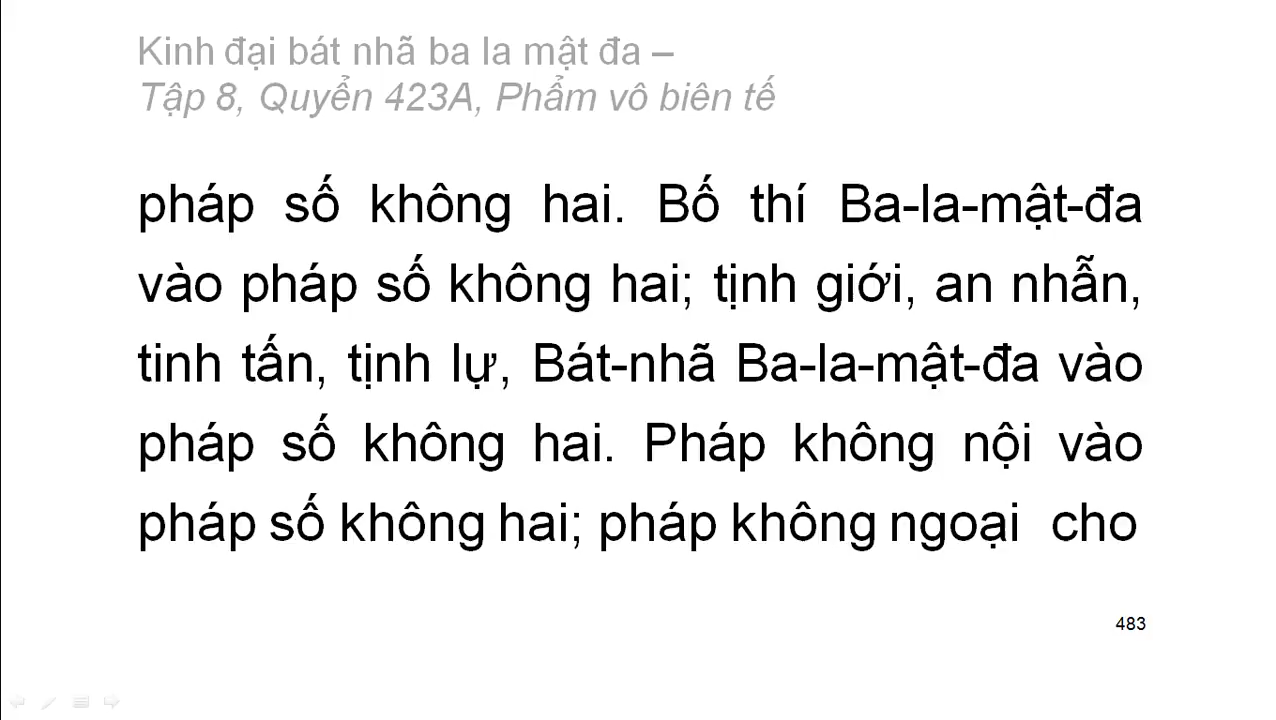 Kinh đại bát nhã ba la mật đa –
Tập 8, Quyển 423A, Phẩm vô biên tế
pháp số không hai. Bố thí Ba-la-mật-đa
vào pháp số không hai; tịnh giới, an nhẫn,
tinh tấn, tịnh lự, Bát-nhã Ba-la-mật-đa vào
pháp số không hai. Pháp không nội vào
pháp số không hai; pháp không ngoại cho
483